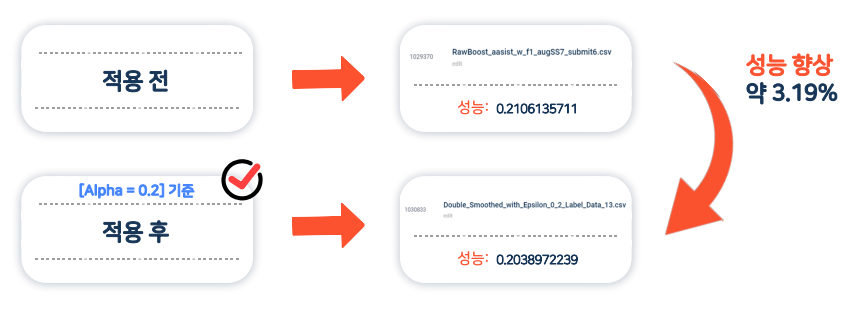 적용 전
1029370
RawBoost_aasist_w_f1_augSS7_submit6.csv
edit
성능: 0.2106135711
성능 향상
약 3.19%
[Alpha = 0.2] 기준
적용 후
1030833
Double_Smoothed_with_Epsilon_0_2_Label_Data_13.csv
edit
성능: 0.2038972239